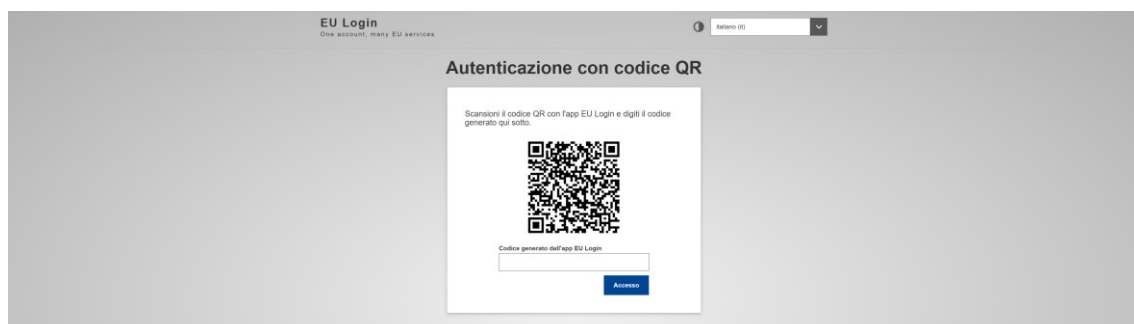 EU Login
One account, many EU services
italiano (it)
Autenticazione con codice QR
Scansioni il codice QR con l'app EU Login e digiti il codice
generato qui sotto.
Codice generato dall'app EU Login
Accesso